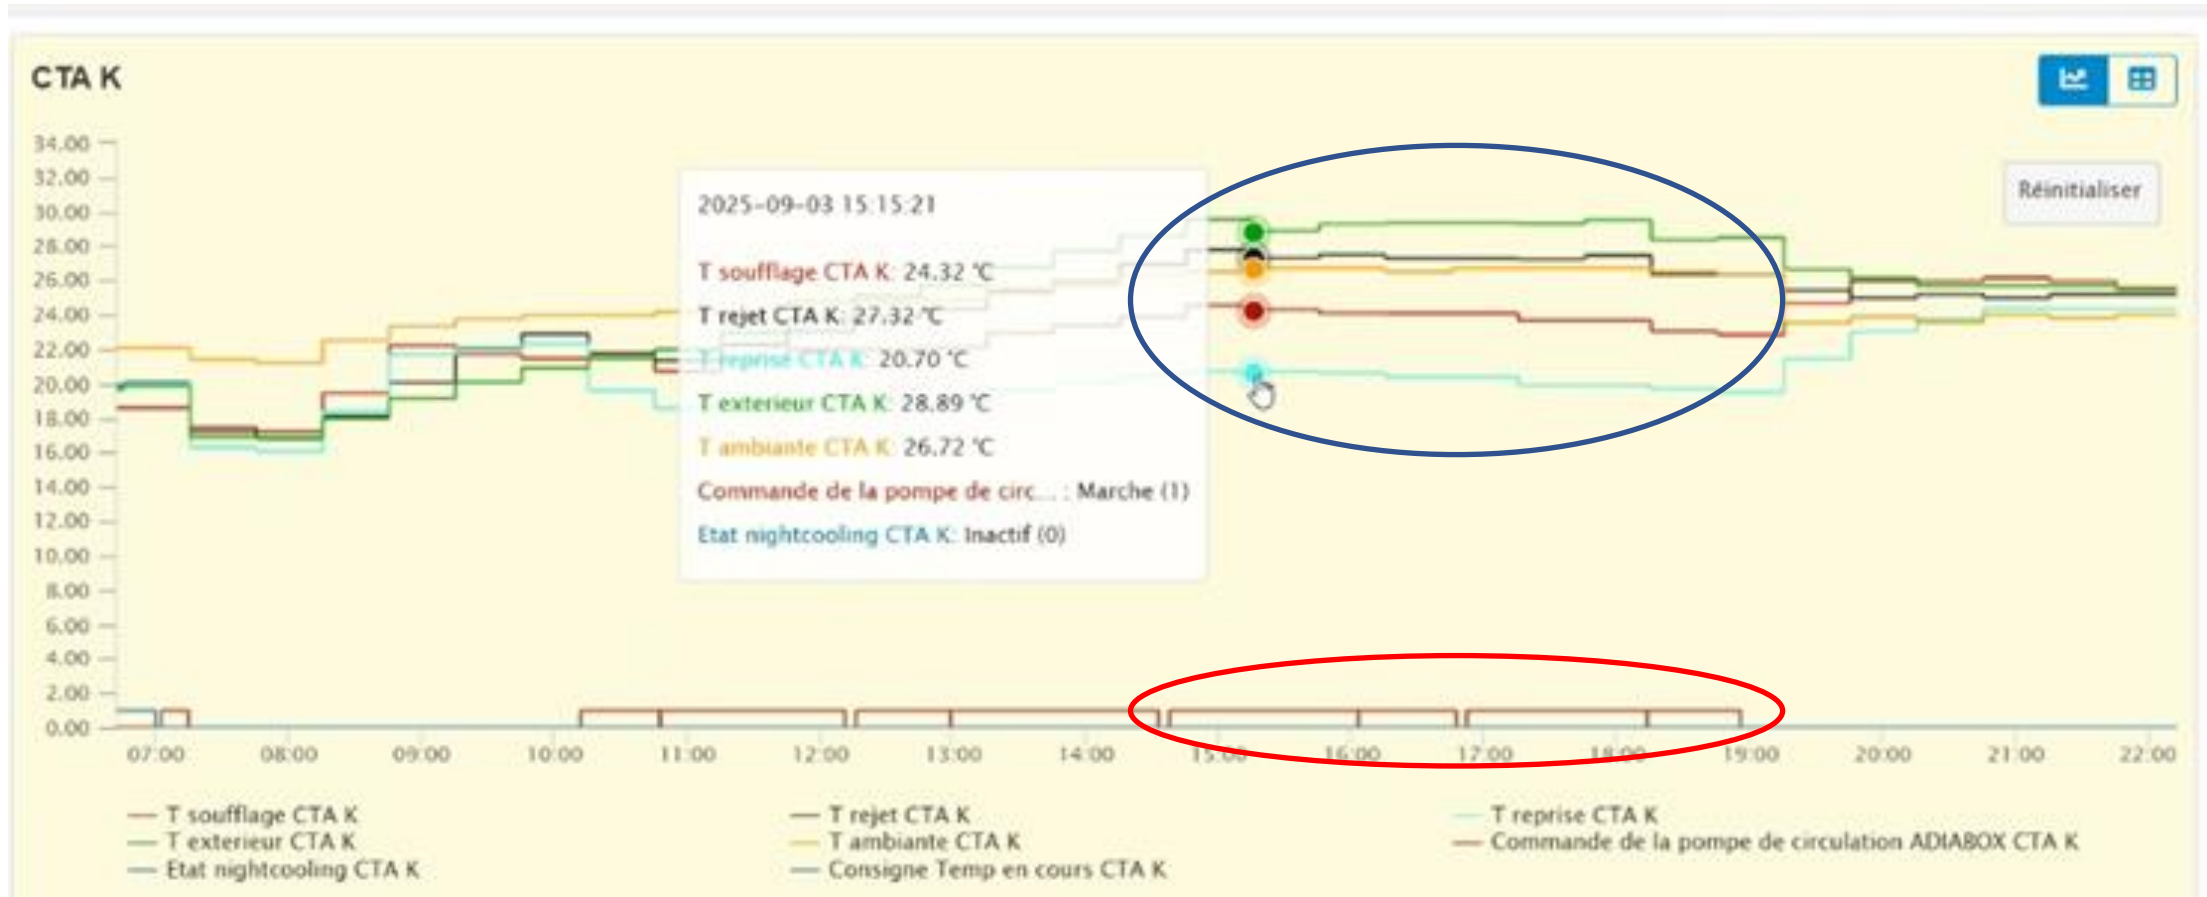 CTA K
34.00
32.00
30.00
28.00
26.00
24.00
22.00
20.00
18.00
16.00
14.00
12.00
10.00
8.00
6.00
4.00
2.00
0.00
2025-09-03 15:15:21
T soufflage CTA K: 24.32 °C
T rejet CTA K: 27.32 °C
T reprise CTA K: 20.70 °C
T exterieur CTA K: 28.89 °C
T ambiante CTA K: 26.72 °C
Commande de la pompe de circ... : Marche (1)
Etat nightcooling CTA K: Inactif (0)
Réinitialiser
07:00 08:00 09:00 10:00 11:00 12:00 13:00 14:00 15:00 16:00 17:00 18:00 19:00 20:00 21:00 22:00
T soufflage CTA K T rejet CTA K T reprise CTA K
T exterieur CTA K T ambiante CTA K Commande de la pompe de circulation ADIABOX CTA K
Etat nightcooling CTA K Consigne Temp en cours CTA K